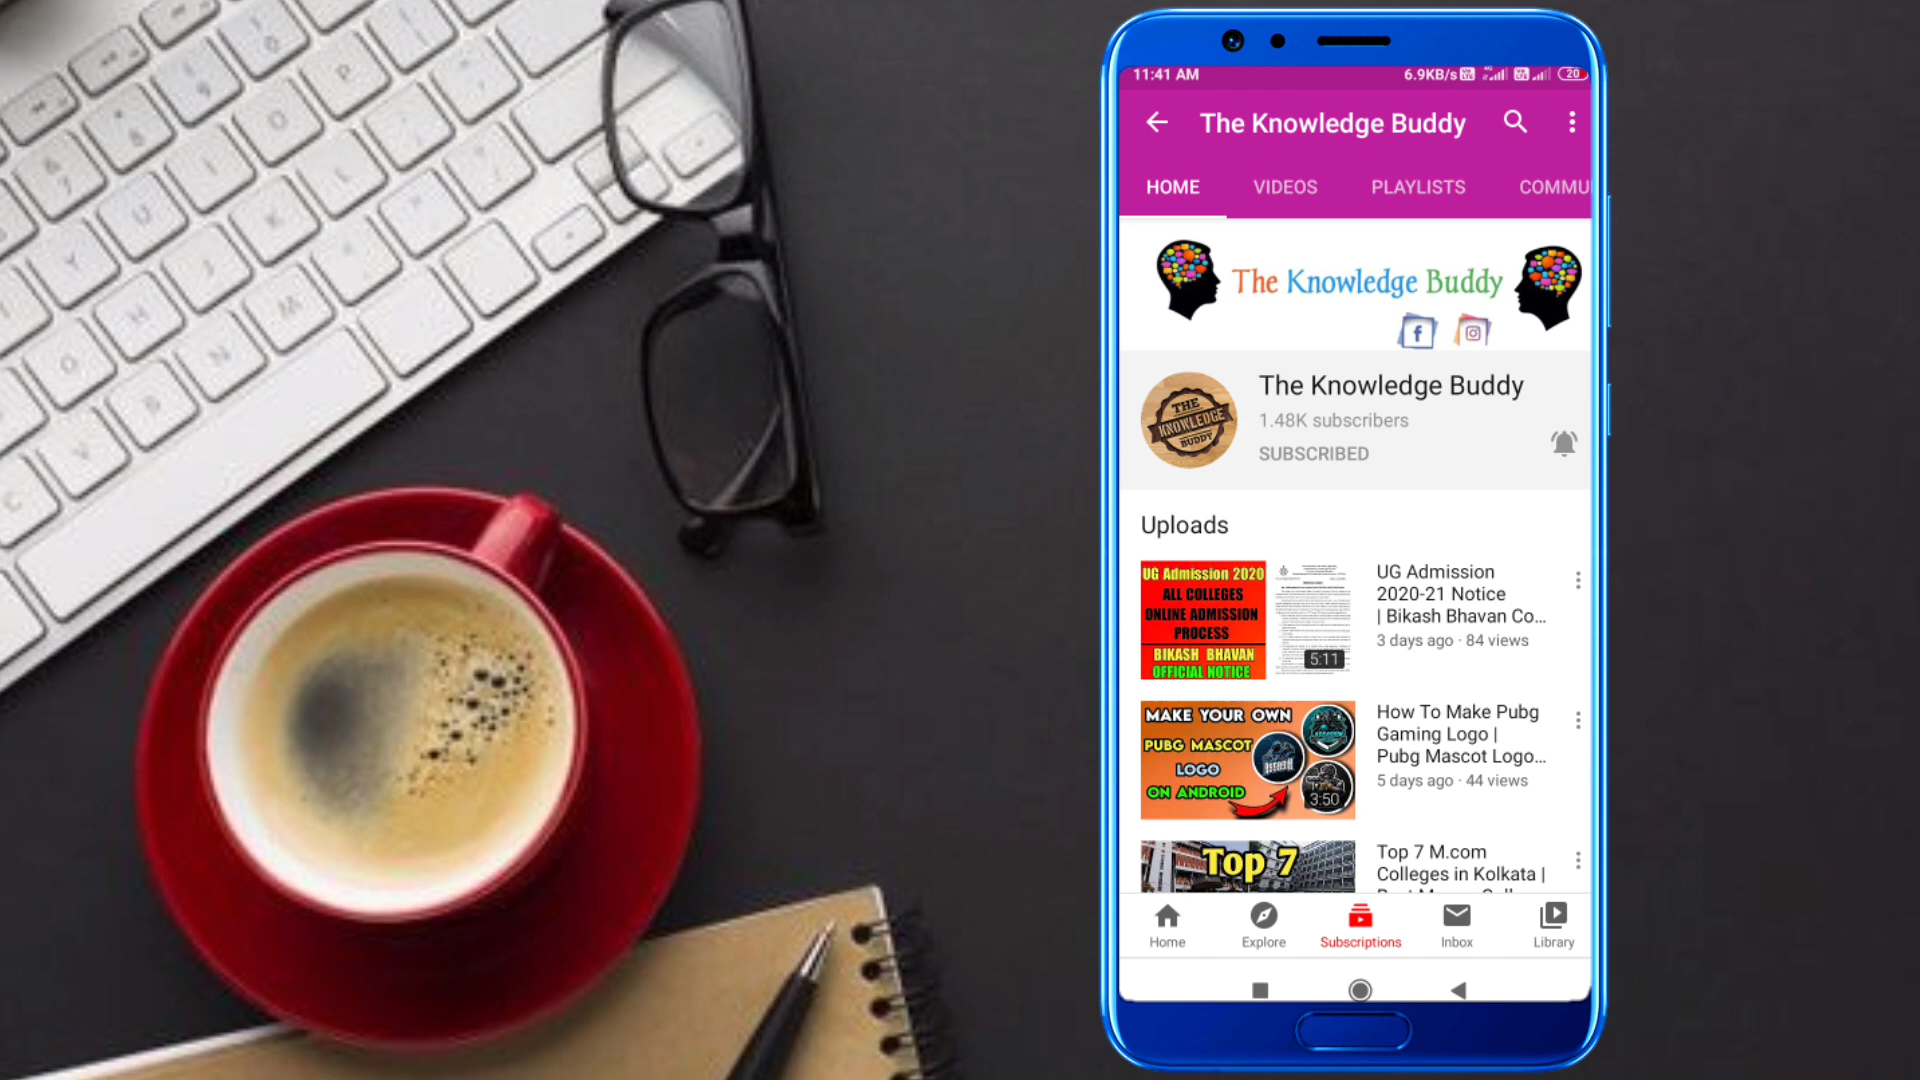 11:41 AM
6.9KB/s
20
The Knowledge Buddy
HOME
VIDEOS
PLAYLISTS
COMMU
The Knowledge Buddy
f
THE
KNOWLEDGE
BUDDY
The Knowledge Buddy
1.48K subscribers
SUBSCRIBED
Uploads
UG Admission 2020
ALL COLLEGES
ONLINE ADMISSION
PROCESS
BIKASH BHAVAN
OFFICIAL NOTICE
5:11
UG Admission
2020-21 Notice
| Bikash Bhavan Co...
3 days ago · 84 views
MAKE YOUR OWN
PUBG MASCOT
LOGO
ON ANDROID
3:50
How To Make Pubg
Gaming Logo |
Pubg Mascot Logo...
5 days ago · 44 views
Top 7
Top 7 M.com
Colleges in Kolkata |
Home
Explore
Subscriptions
Inbox
Library